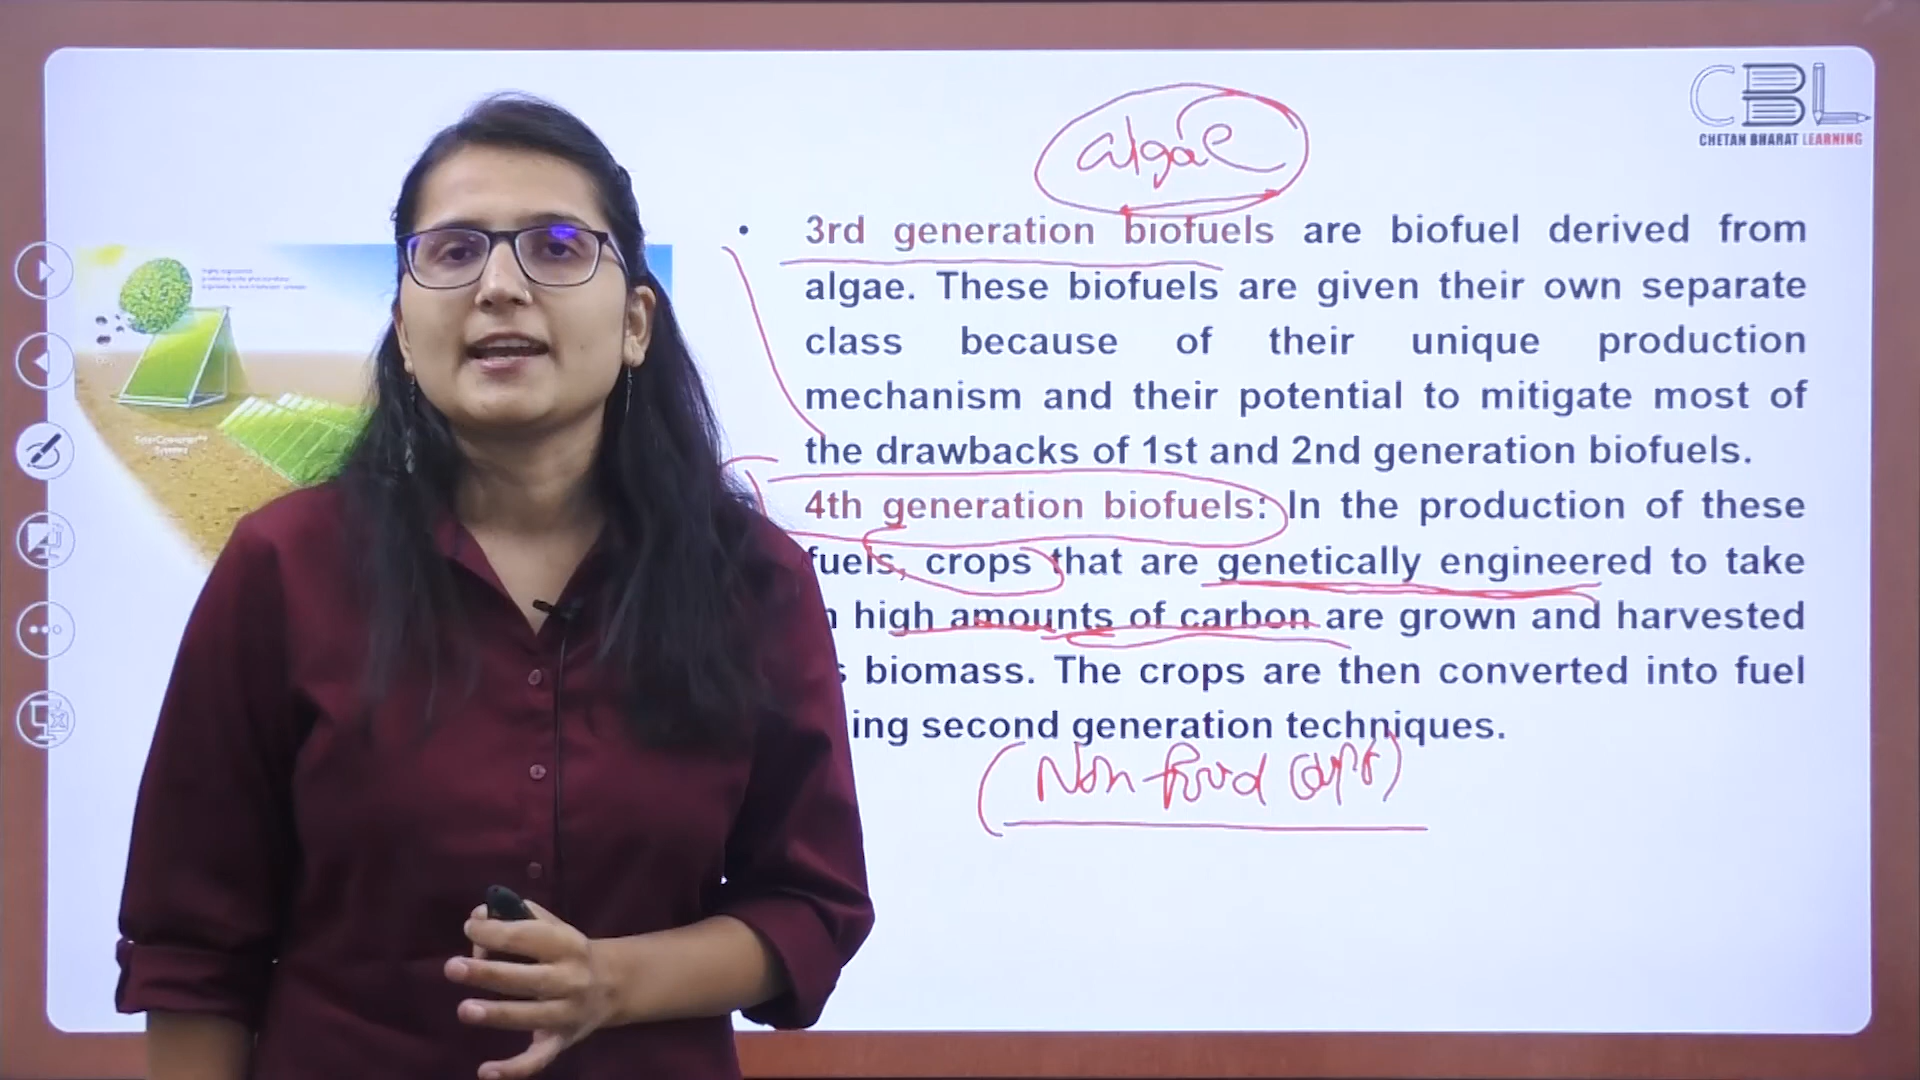 algae
CBL
CHETAN BHARAT LEARNING
• 3rd generation biofuels are biofuel derived from
algae. These biofuels are given their own separate
class because of their unique production
mechanism and their potential to mitigate most of
the drawbacks of 1st and 2nd generation biofuels.
4th generation biofuels: In the production of these
fuels, crops that are genetically engineered to take
high amounts of carbon are grown and harvested
biomass. The crops are then converted into fuel
ing second generation techniques.
(Non-food